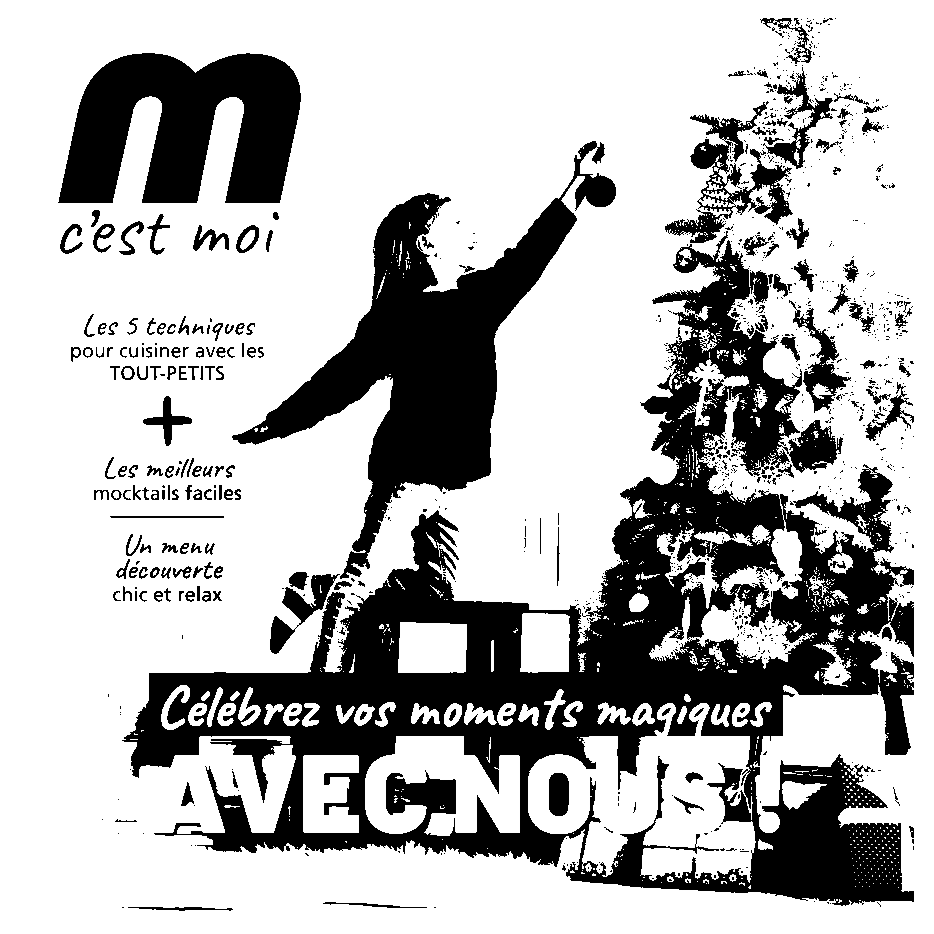 m
c'est moi
Les 5 techniques
pour cuisiner avec les
TOUT-PETITS
+
Les meilleurs
mocktails faciles
Un menu
découverte
chic et relax
Célébrez vos moments magiques
AVEC NOUS !